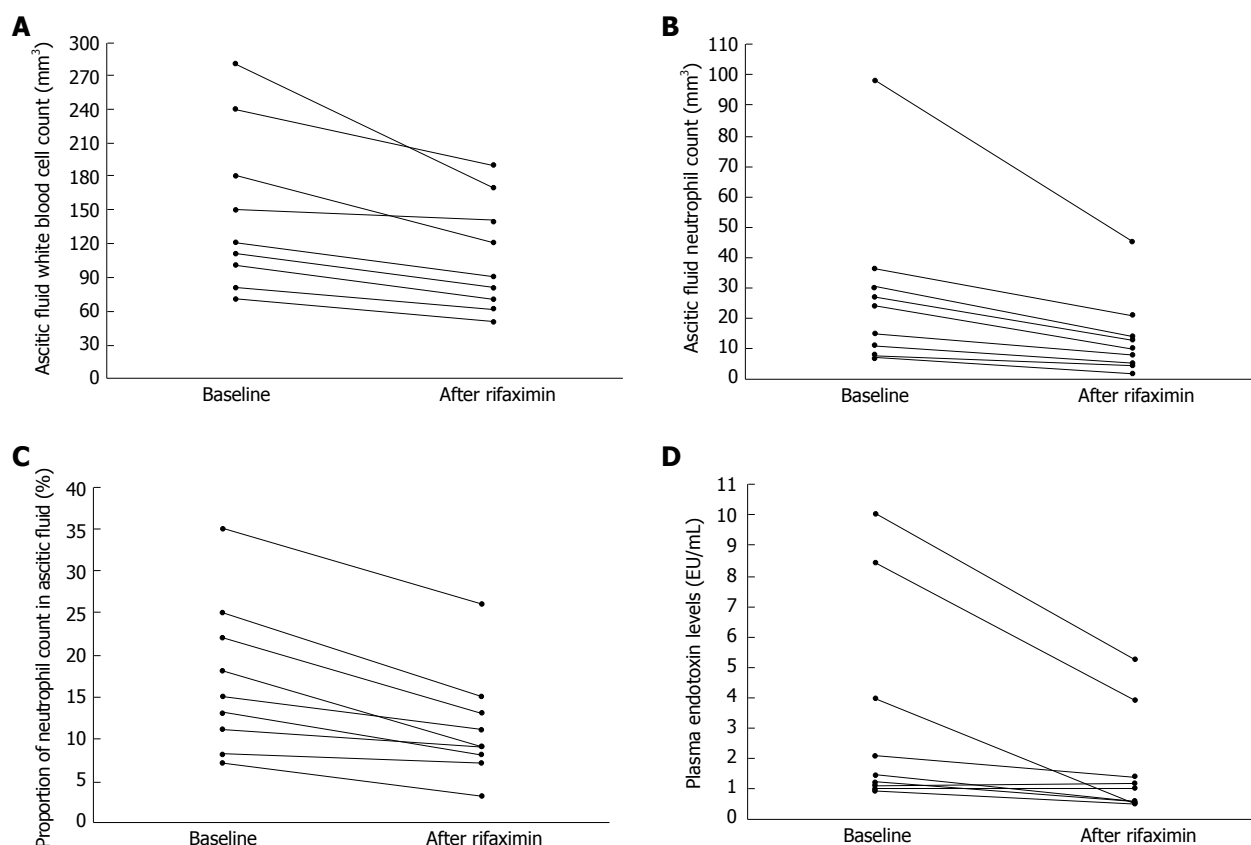 A
Ascitic fluid white blood cell count (mm³)
300
270
240
210
180
150
120
90
60
30
0
Baseline
After rifaximin
B
Ascitic fluid neutrophil count (mm³)
110
100
90
80
70
60
50
40
30
20
10
0
Baseline
After rifaximin
C
Proportion of neutrophil count in ascitic fluid (%)
40
35
30
25
20
15
10
5
0
Baseline
After rifaximin
D
Plasma endotoxin levels (EU/mL)
11
10
9
8
7
6
5
4
3
2
1
0
Baseline
After rifaximin